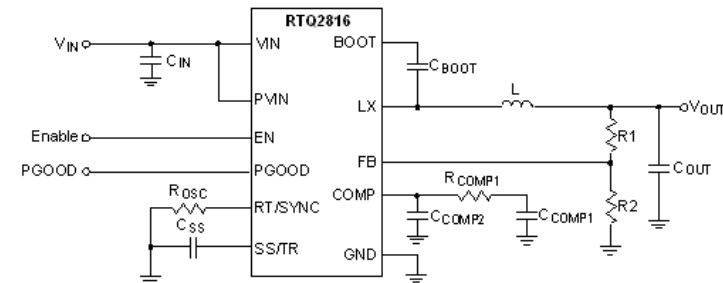 RTQ2816
VIN
CIN
VIN
PVIN
Enable
EN
PGOOD
PGOOD
ROSC
RT/SYNC
CSS
SS/TR
BOOT
CBOOT
LX
L
VOUT
R1
FB
COUT
RCOMP1
COMP
R2
CCOMP2
CCOMP1
GND